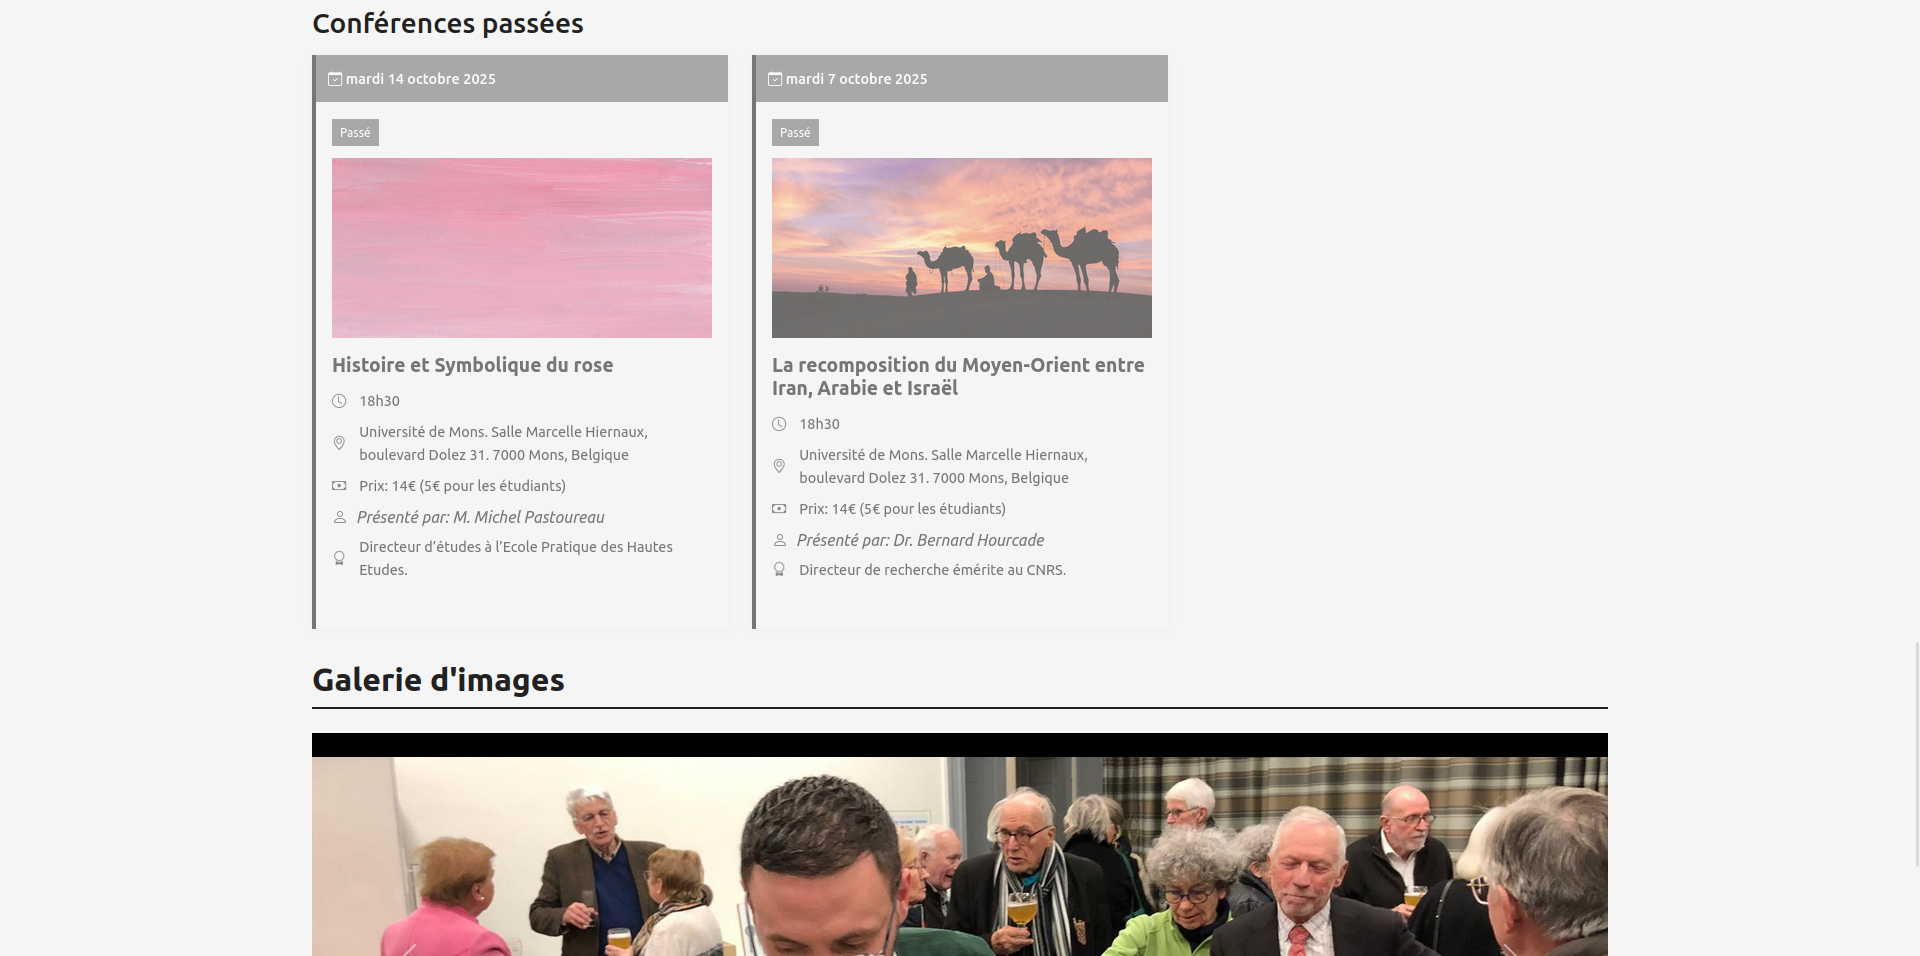 Conférences passées
mardi 14 octobre 2025
Passé
Histoire et Symbolique du rose
18h30
Université de Mons. Salle Marcelle Hiernaux,
boulevard Dolez 31. 7000 Mons, Belgique
Prix: 14€ (5€ pour les étudiants)
Présenté par: M. Michel Pastoureau
Directeur d’études à l’Ecole Pratique des Hautes
Etudes.
mardi 7 octobre 2025
Passé
La recomposition du Moyen-Orient entre
Iran, Arabie et Israël
18h30
Université de Mons. Salle Marcelle Hiernaux,
boulevard Dolez 31. 7000 Mons, Belgique
Prix: 14€ (5€ pour les étudiants)
Présenté par: Dr. Bernard Hourcade
Directeur de recherche émérite au CNRS.
Galerie d'images